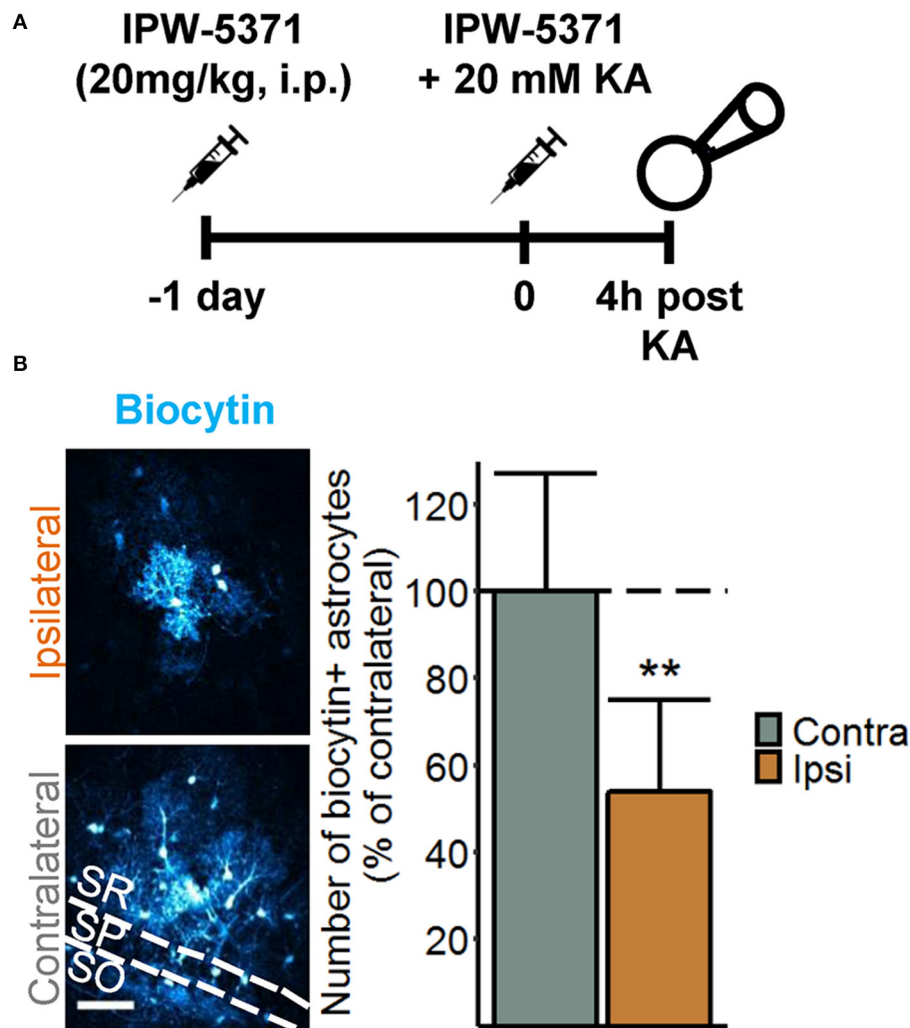 A
IPW-5371
(20mg/kg, i.p.)
IPW-5371
+ 20 mM KA
-1 day
0
4h post
KA
B
Biocytin
Ipsilateral
Contralateral
SR
SP
SO
Number of biocytin+ astrocytes
(% of contralateral)
120
100
80
60
40
20
**
Contra
Ipsi